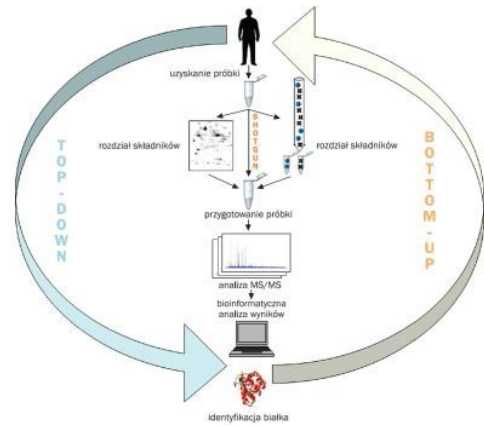 uzyskanie próbki
TOP-DOWN
rozdział składników
SHOTGUN
rozdział składników
BOTTOM-UP
przygotowanie próbki
analiza MS/MS
bioinformatyczna
analiza wyników
identyfikacja białka